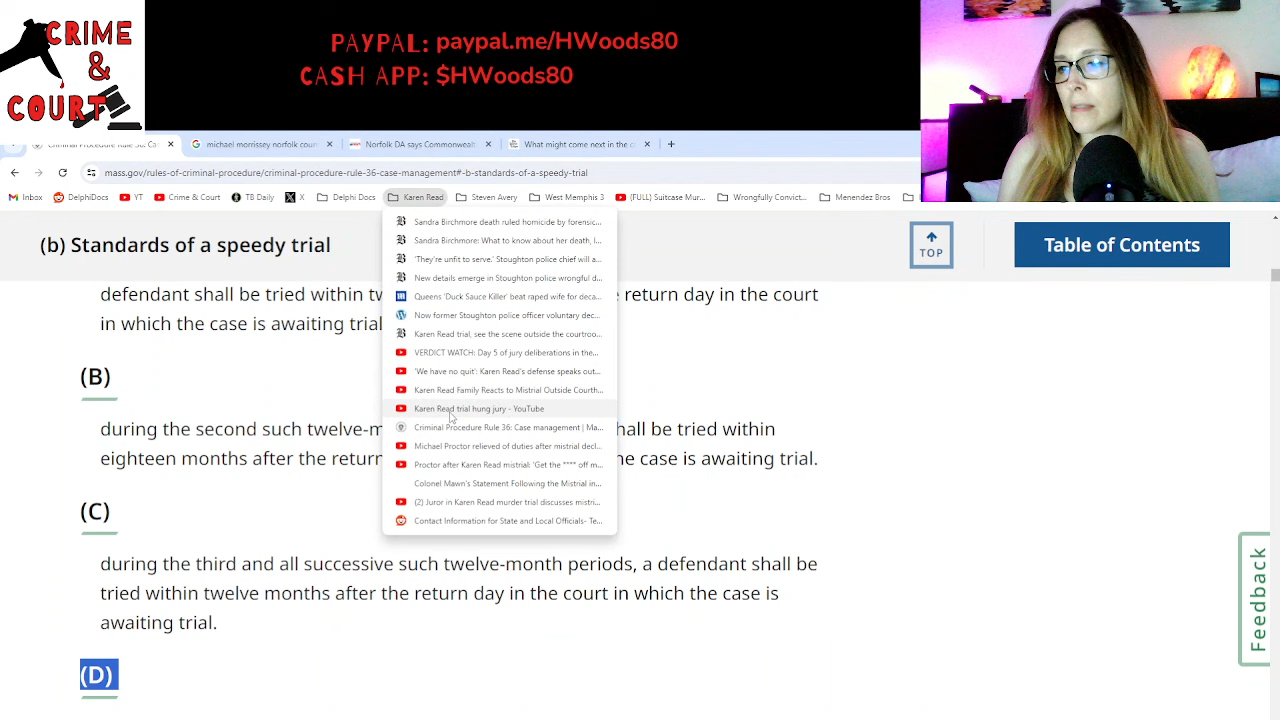 CRIME
&
COURT
PAYPAL: paypal.me/HWoods80
CASH APP: $HWoods80
Criminal Procedure Rule 36: Ca
michael morrissey norfolk coun
Norfolk DA says Commonwealt
What might come next in the c
mass.gov/rules-of-criminal-procedure/criminal-procedure-rule-36-case-management#-b-standards-of-a-speedy-trial
Inbox
DelphiDocs
YT
Crime & Court
TB Daily
X
Delphi Docs
Karen Read
Steven Avery
West Memphis 3
(FULL) Suitcase Mur...
Wrongfully Convict...
Menendez Bros
(b) Standards of a speedy trial
TOP
Table of Contents
Sandra Birchmore death ruled homicide by forensic...
Sandra Birchmore: What to know about her death, I...
'They're unfit to serve.' Stoughton police chief will a...
New details emerge in Stoughton police wrongful d...
Queens 'Duck Sauce Killer' beat raped wife for deca...
Now former Stoughton police officer voluntary dec...
Karen Read trial, see the scene outside the courtroo...
VERDICT WATCH: Day 5 of jury deliberations in the...
'We have no quit': Karen Read's defense speaks out...
Karen Read Family Reacts to Mistrial Outside Courth...
Karen Read trial hung jury - YouTube
Criminal Procedure Rule 36: Case management | Ma...
Michael Proctor relieved of duties after mistrial decl...
Proctor after Karen Read mistrial: 'Get the **** off m...
Colonel Mawn's Statement Following the Mistrial in...
(2) Juror in Karen Read murder trial discusses mistri...
Contact Information for State and Local Officials- Te...
defendant shall be tried within tw e return day in the court
in which the case is awaiting trial
(B)
during the second such twelve-m hall be tried within
eighteen months after the return he case is awaiting trial.
(C)
during the third and all successive such twelve-month periods, a defendant shall be
tried within twelve months after the return day in the court in which the case is
awaiting trial.
(D)
Feedback